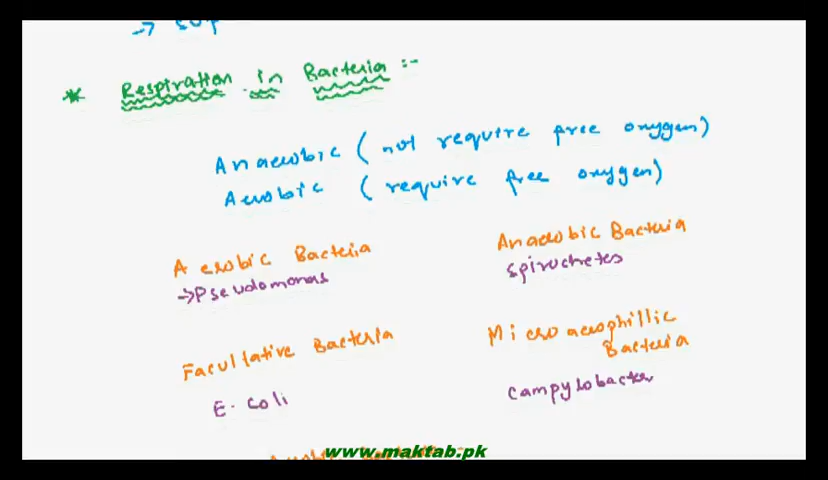 * Respiration in Bacteria :-
Anaerobic (not require free oxygen)
Aerobic (require free oxygen)
Aerobic Bacteria
Anaerobic Bacteria
→Pseudomonas
Spirochetes
Facultative Bacteria
Microaerophillic
Bacteria
E. coli
Campylobacter
www.maktab.pk